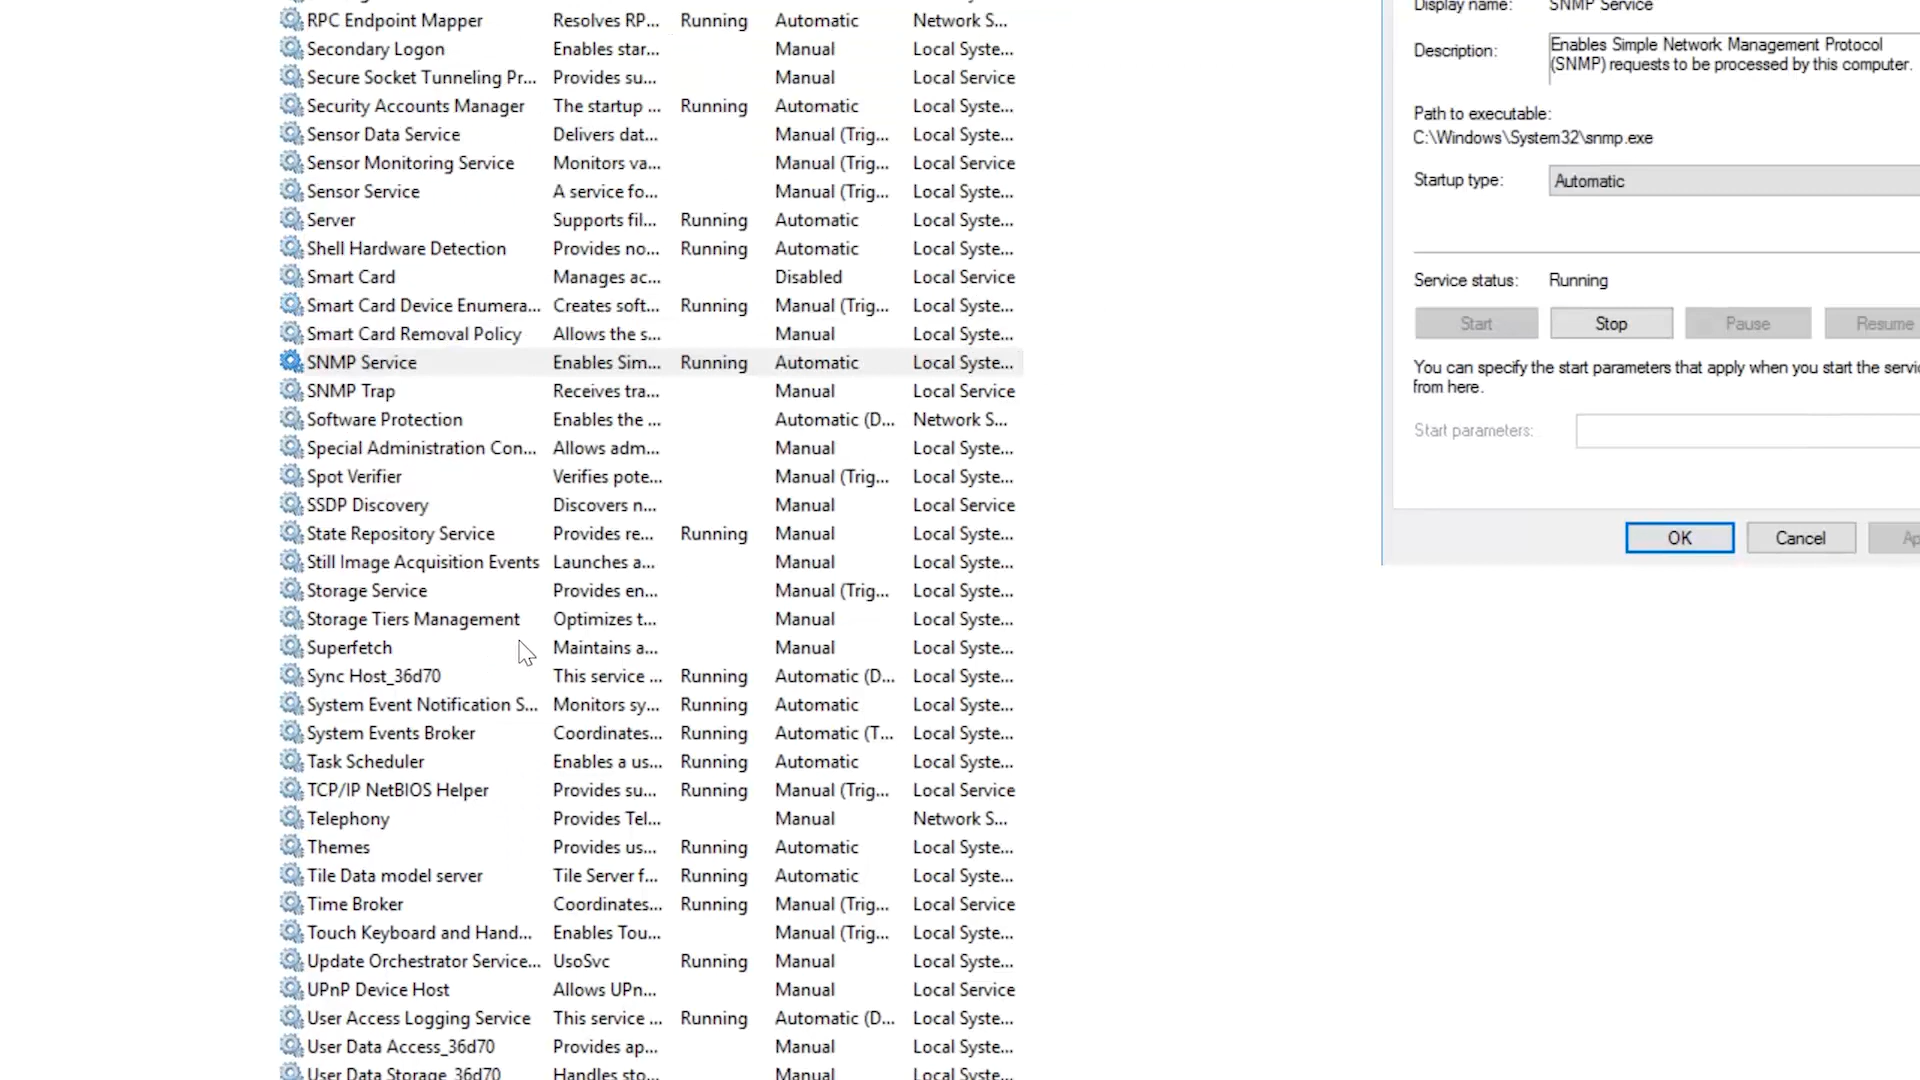 RPC Endpoint Mapper Resolves RP... Running Automatic Network S...
Secondary Logon Enables star... Manual Local Syste...
Secure Socket Tunneling Pr... Provides su... Manual Local Service
Security Accounts Manager The startup ... Running Automatic Local Syste...
Sensor Data Service Delivers dat... Manual (Trig... Local Syste...
Sensor Monitoring Service Monitors va... Manual (Trig... Local Service
Sensor Service A service fo... Manual (Trig... Local Syste...
Server Supports fil... Running Automatic Local Syste...
Shell Hardware Detection Provides no... Running Automatic Local Syste...
Smart Card Manages ac... Disabled Local Service
Smart Card Device Enumera... Creates soft... Running Manual (Trig... Local Syste...
Smart Card Removal Policy Allows the s... Manual Local Syste...
SNMP Service Enables Sim... Running Automatic Local Syste...
SNMP Trap Receives tra... Manual Local Service
Software Protection Enables the ... Automatic (D... Network S...
Special Administration Con... Allows adm... Manual Local Syste...
Spot Verifier Verifies pote... Manual (Trig... Local Syste...
SSDP Discovery Discovers n... Manual Local Service
State Repository Service Provides re... Running Manual Local Syste...
Still Image Acquisition Events Launches a... Manual Local Syste...
Storage Service Provides en... Manual (Trig... Local Syste...
Storage Tiers Management Optimizes t... Manual Local Syste...
Superfetch Maintains a... Manual Local Syste...
Sync Host_36d70 This service ... Running Automatic (D... Local Syste...
System Event Notification S... Monitors sy... Running Automatic Local Syste...
System Events Broker Coordinates... Running Automatic (T... Local Syste...
Task Scheduler Enables a us... Running Automatic Local Syste...
TCP/IP NetBIOS Helper Provides su... Running Manual (Trig... Local Service
Telephony Provides Tel... Manual Network S...
Themes Provides us... Running Automatic Local Syste...
Tile Data model server Tile Server f... Running Automatic Local Syste...
Time Broker Coordinates... Running Manual (Trig... Local Service
Touch Keyboard and Hand... Enables Tou... Manual (Trig... Local Syste...
Update Orchestrator Service... UsoSvc Running Manual Local Syste...
UPnP Device Host Allows UPn... Manual Local Service
User Access Logging Service This service ... Running Automatic (D... Local Syste...
User Data Access_36d70 Provides ap... Manual Local Syste...
User Data Storage_36d70 Handles sto... Manual Local Syste...
Display name: SNMP Service
Description: Enables Simple Network Management Protocol
(SNMP) requests to be processed by this computer.
Path to executable:
C:\Windows\System32\snmp.exe
Startup type: Automatic
Service status: Running
Start Stop Pause Resume
You can specify the start parameters that apply when you start the servic
from here.
Start parameters:
OK Cancel Ap